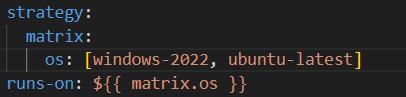 strategy:
  matrix:
    os: [windows-2022, ubuntu-latest]
runs-on: ${{ matrix.os }}